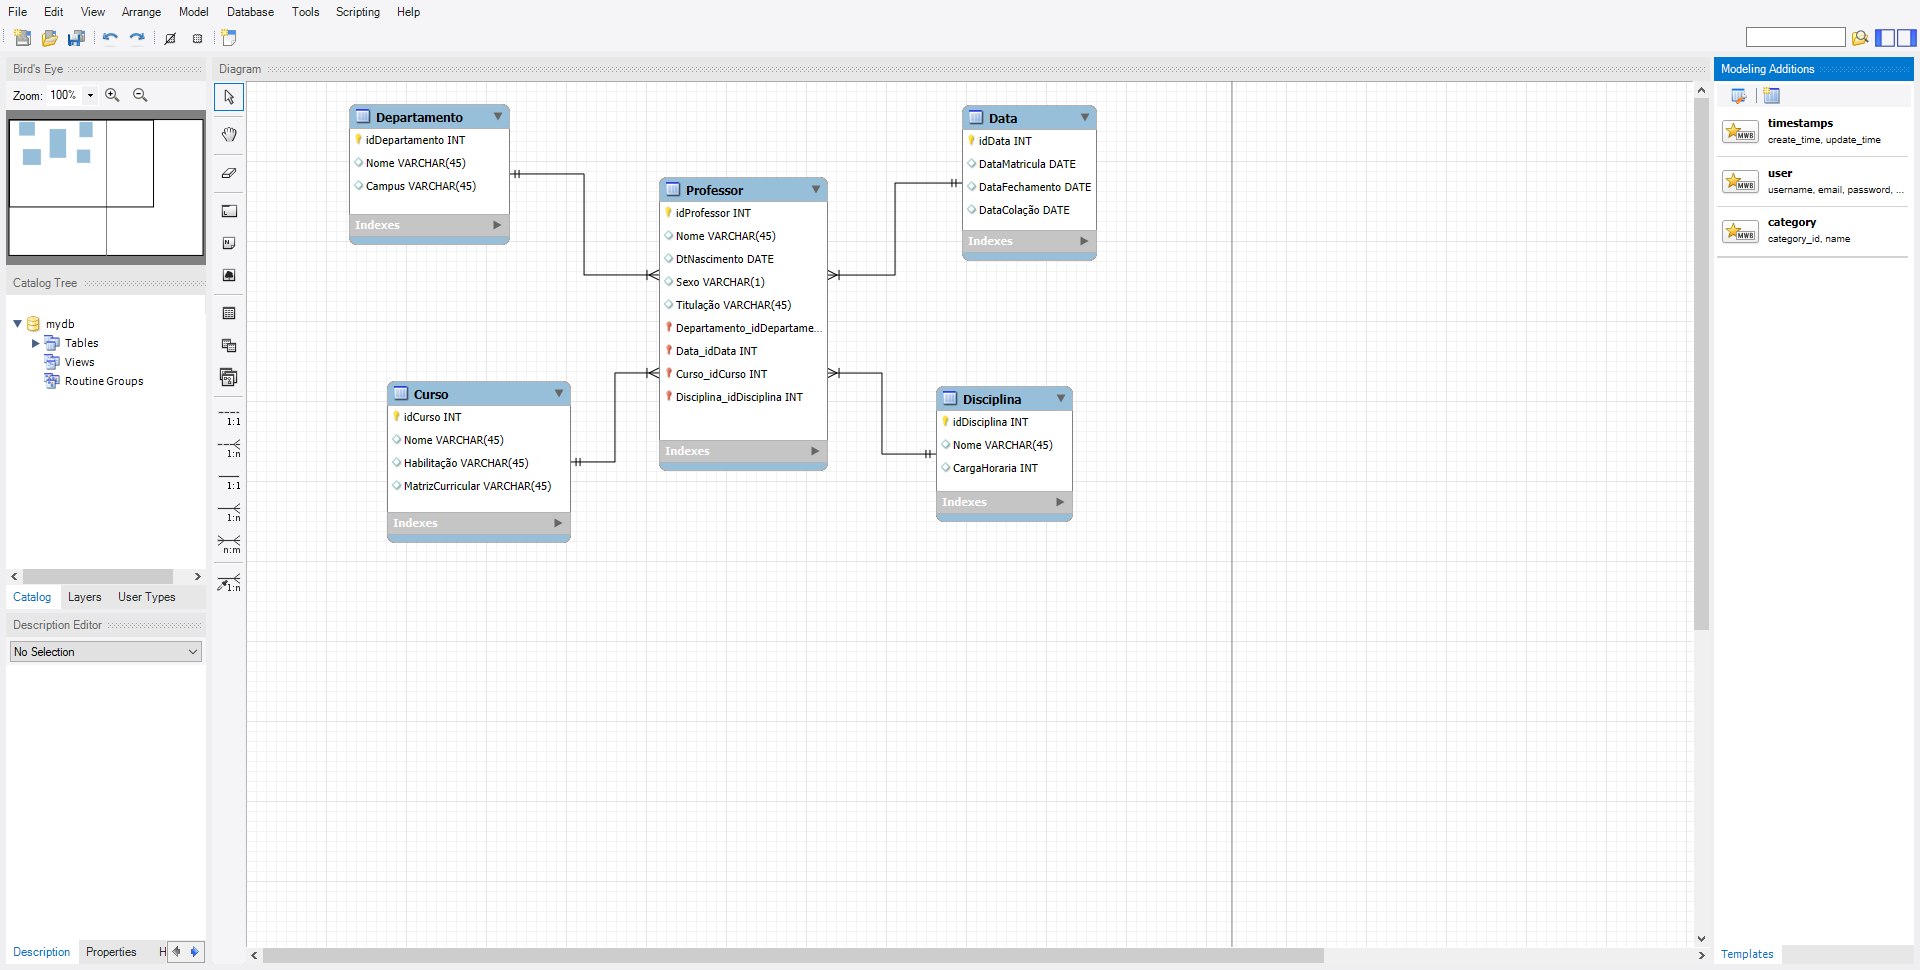 File Edit View Arrange Model Database Tools Scripting Help
Bird's Eye
Zoom: 100%
Catalog Tree
mydb
Tables
Views
Routine Groups
Catalog Layers User Types
Description Editor
No Selection
Description Properties H
Diagram
1:1
1:n
1:1
1:n
n:m
1:n
Departamento
idDepartamento INT
Nome VARCHAR(45)
Campus VARCHAR(45)
Indexes
Professor
idProfessor INT
Nome VARCHAR(45)
DtNascimento DATE
Sexo VARCHAR(1)
Titulação VARCHAR(45)
Departamento_idDepartame...
Data_idData INT
Curso_idCurso INT
Disciplina_idDisciplina INT
Indexes
Data
idData INT
DataMatricula DATE
DataFechamento DATE
DataColação DATE
Indexes
Curso
idCurso INT
Nome VARCHAR(45)
Habilitação VARCHAR(45)
MatrizCurricular VARCHAR(45)
Indexes
Disciplina
idDisciplina INT
Nome VARCHAR(45)
CargaHoraria INT
Indexes
Modeling Additions
MWB
timestamps
create_time, update_time
MWB
user
username, email, password, ...
MWB
category
category_id, name
Templates